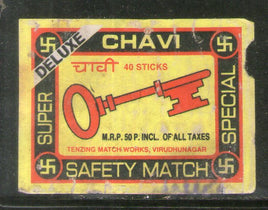 CHAVI
DELUXE
चावी 40 STICKS
SUPER
SPECIAL
M.R.P. 50 P. INCL. OF ALL TAXES
TENZING MATCH WORKS, VIRUDHUNAGAR
SAFETY MATCH